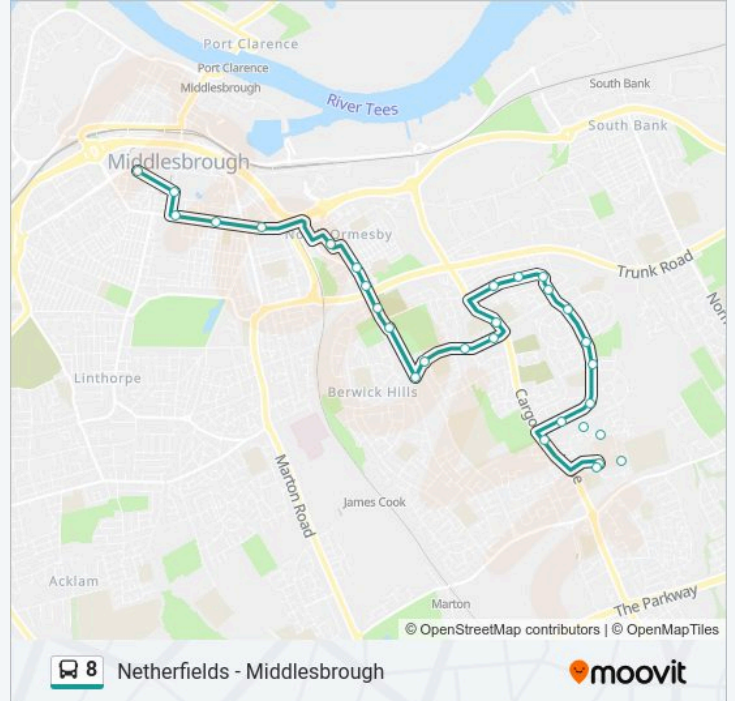 Port Clarence
Port Clarence
Middlesbrough
River Tees
South Bank
South Bank
Middlesbrough
Ormesby
Trunk Road
Linthorpe
Berwick Hills
Marton Road
James Cook
Acklam
Marton
The Parkway
© OpenStreetMap contributors | © OpenMapTiles
8 Netherfields - Middlesbrough
moovit